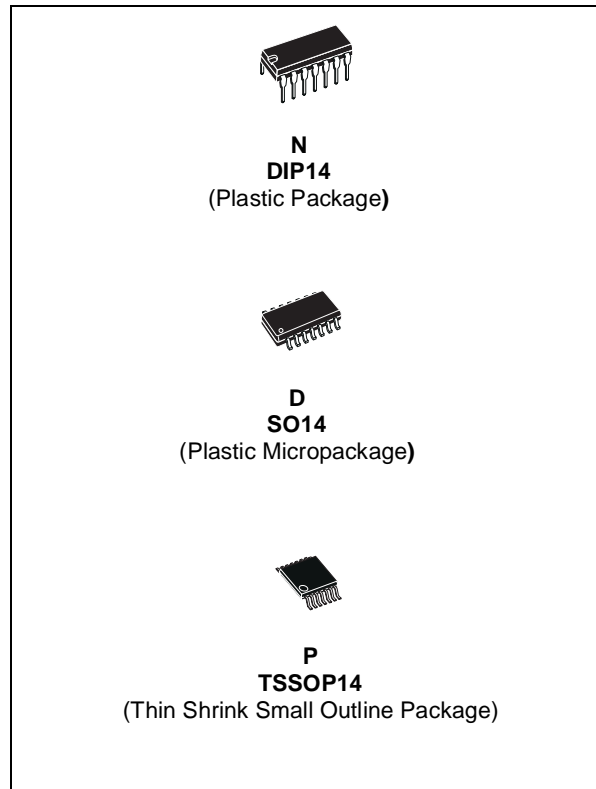 N
DIP14
(Plastic Package)
D
SO14
(Plastic Micropackage)
P
TSSOP14
(Thin Shrink Small Outline Package)